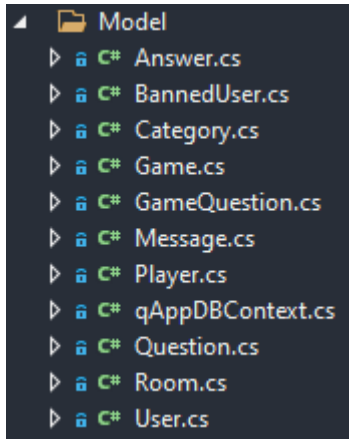 Model
C# Answer.cs
C# BannedUser.cs
C# Category.cs
C# Game.cs
C# GameQuestion.cs
C# Message.cs
C# Player.cs
C# qAppDBContext.cs
C# Question.cs
C# Room.cs
C# User.cs